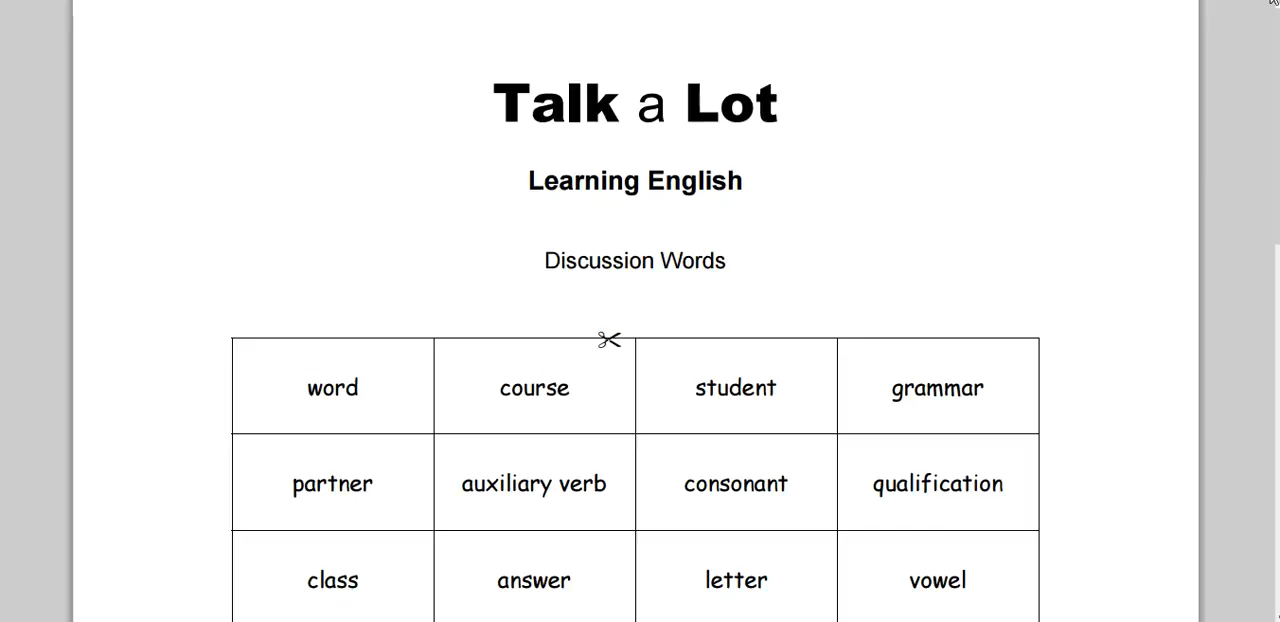 Talk a Lot
Learning English
Discussion Words
word course student grammar
partner auxiliary verb consonant qualification
class answer letter vowel